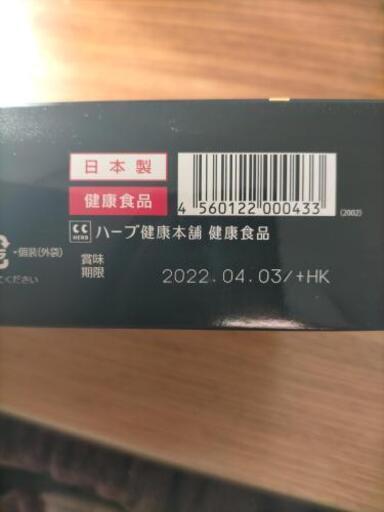 日本製
健康食品
4 560122 000433
(2002)
CC HERB ハーブ健康本舗 健康食品
-個装(外袋)
てください
賞味
期限
2022.04.03/+HK